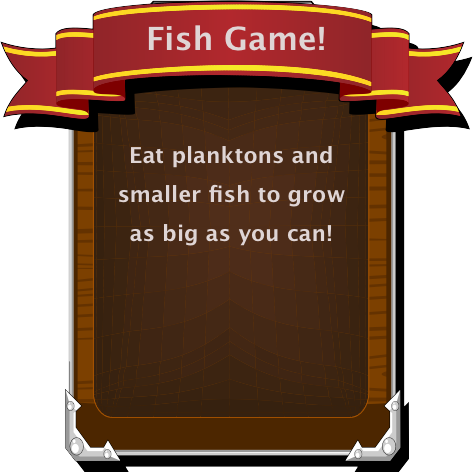 Fish Game!
Eat planktons and
smaller fish to grow
as big as you can!